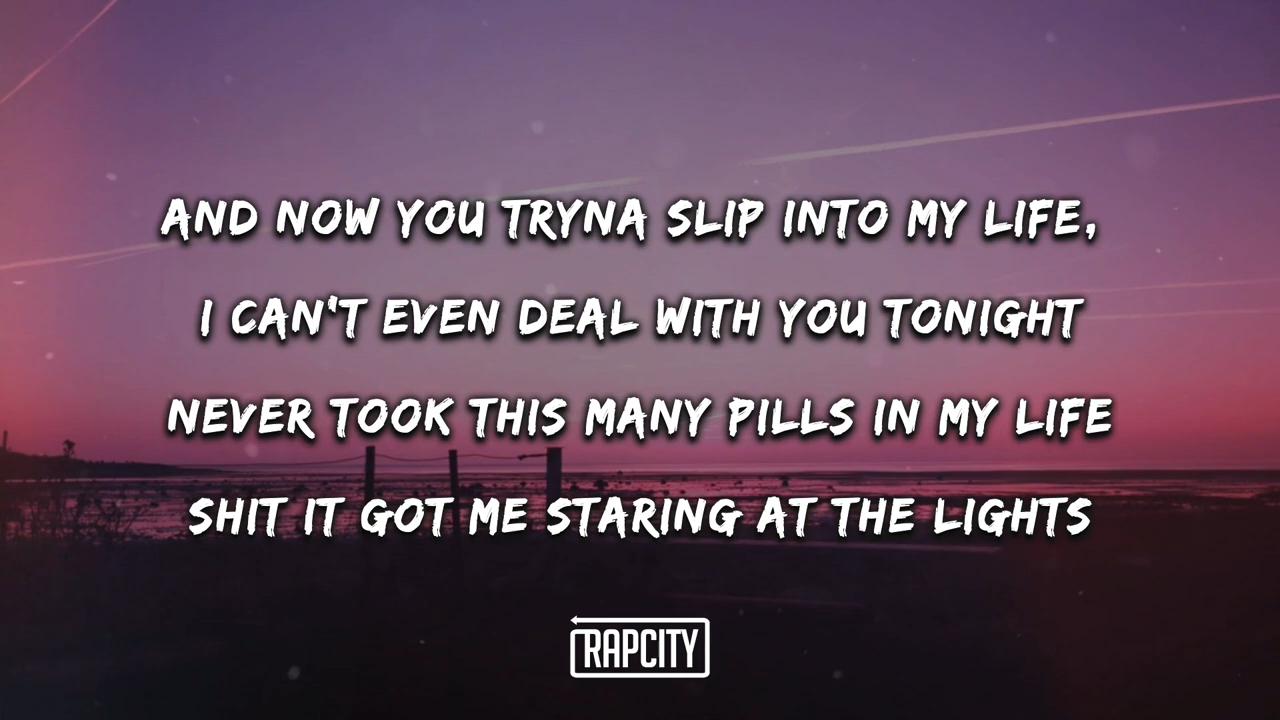 AND NOW YOU TRYNA SLIP INTO MY LIFE,
I CAN'T EVEN DEAL WITH YOU TONIGHT
NEVER TOOK THIS MANY PILLS IN MY LIFE
SHIT IT GOT ME STARING AT THE LIGHTS
RAPCITY